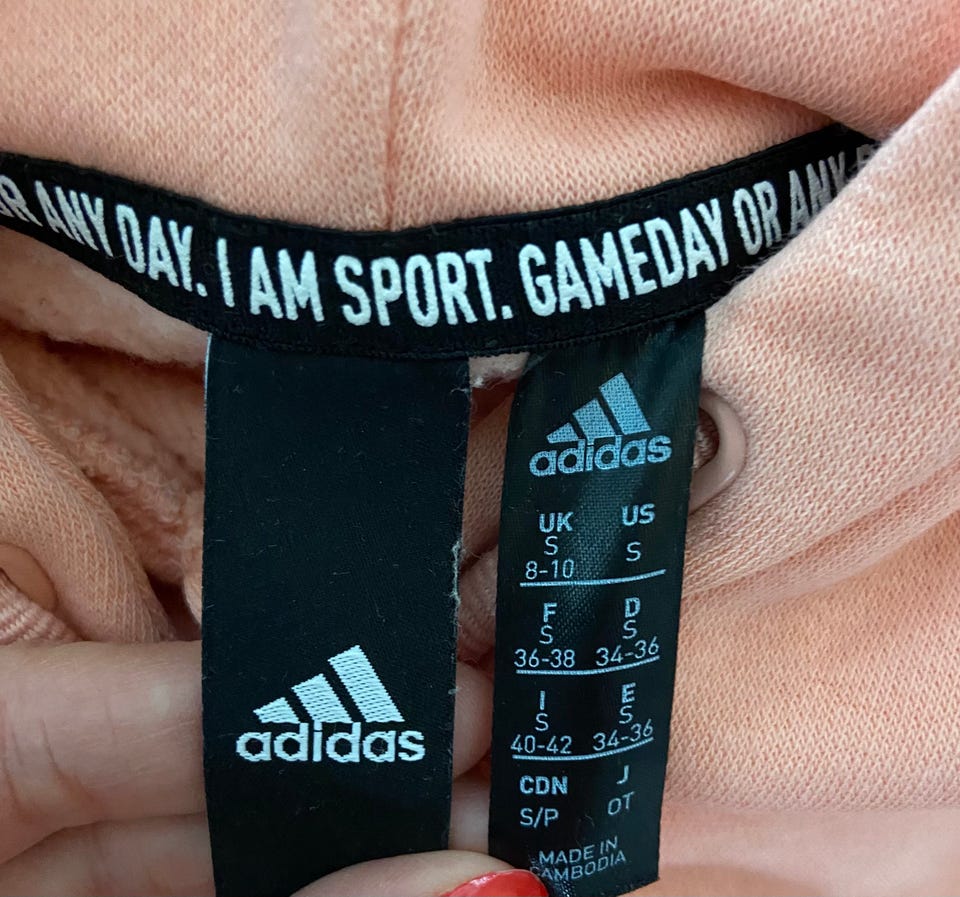 OR ANY DAY. I AM SPORT. GAMEDAY OR ANY
adidas
adidas
UK US
S S
8-10
F D
S S
36-38 34-36
I E
S S
40-42 34-36
CDN J
S/P OT
MADE IN
CAMBODIA